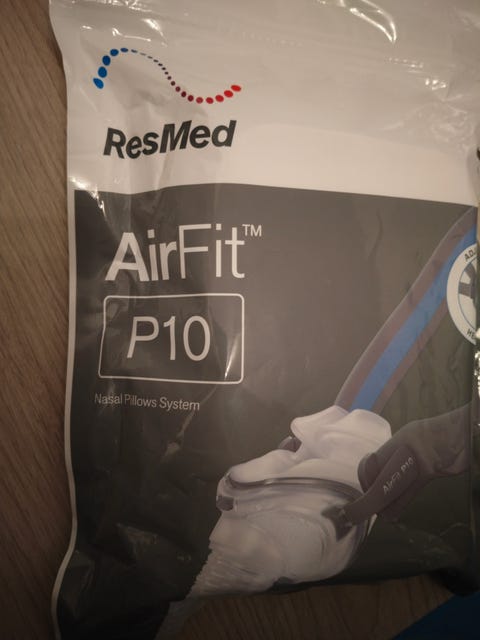 ResMed
AirFit™
P10
Nasal Pillows System
AirFit P10